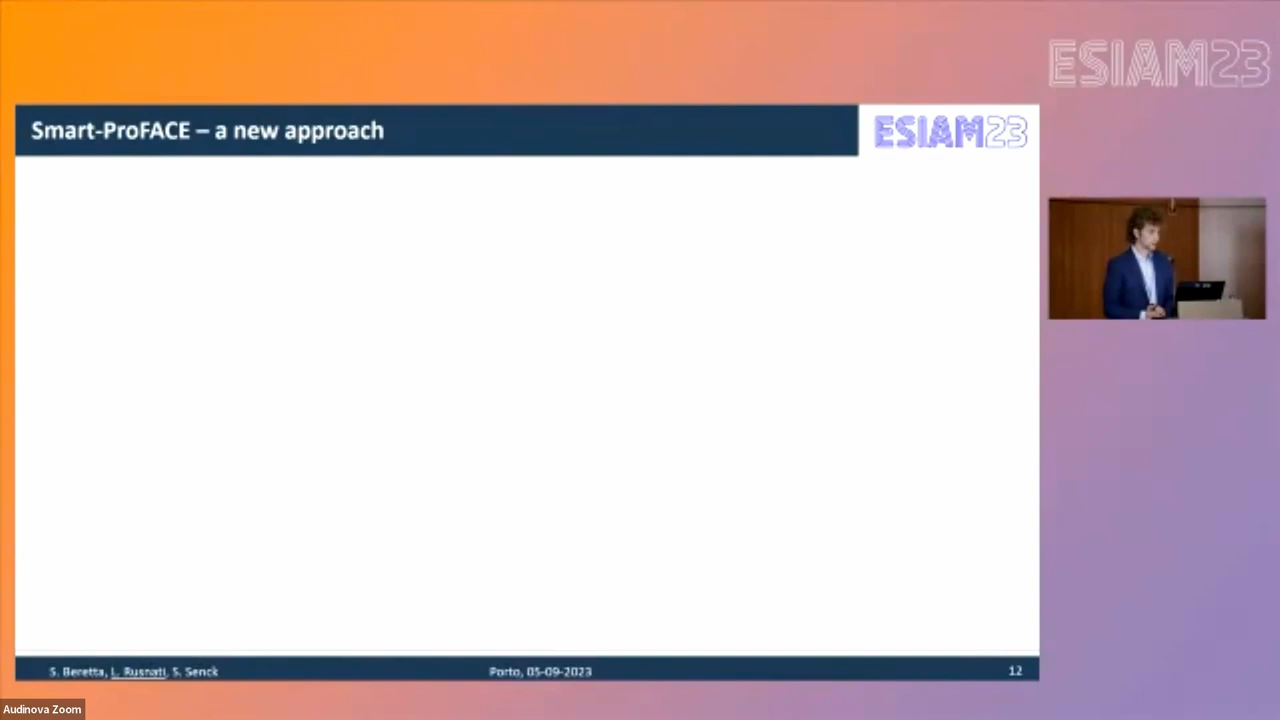 ESIAM23
Smart-ProFACE – a new approach
ESIAM23
S. Beretta, L. Rusnati, S. Senck
Porto, 05-09-2023
12
Audinova Zoom